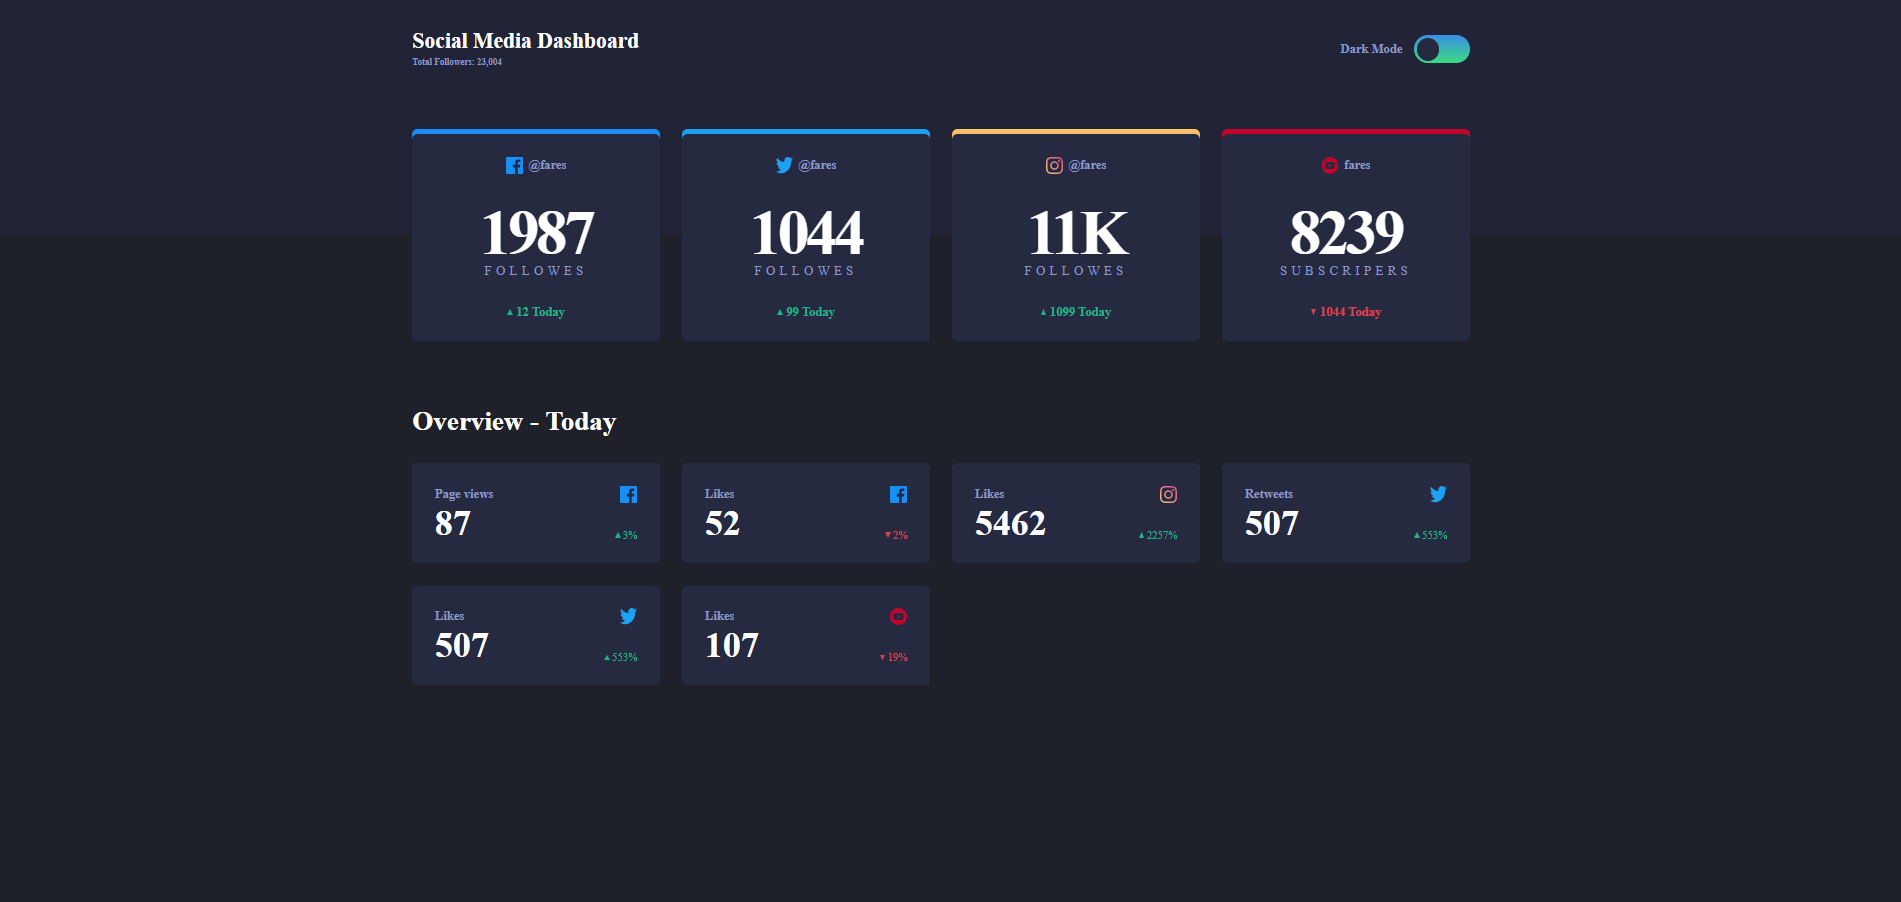 Social Media Dashboard
Total Followers: 23,004
Dark Mode
@fares
@fares
@fares
fares
1987
1044
11K
8239
FOLLOWES
FOLLOWES
FOLLOWES
SUBSCRIPERS
12 Today
99 Today
1099 Today
1044 Today
Overview - Today
Page views
87
3%
Likes
52
2%
Likes
5462
2257%
Retweets
507
553%
Likes
507
553%
Likes
107
19%